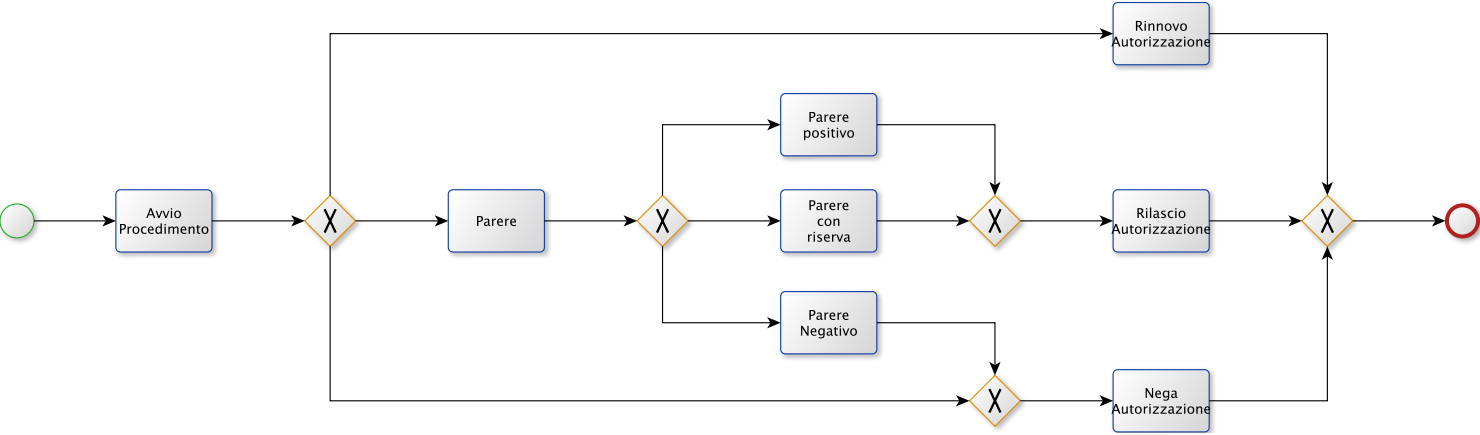 Rinnovo
Autorizzazione
Parere
positivo
Avvio
Procedimento
X
Parere
X
Parere
con
riserva
X
Rilascio
Autorizzazione
X
Parere
Negativo
X
Nega
Autorizzazione